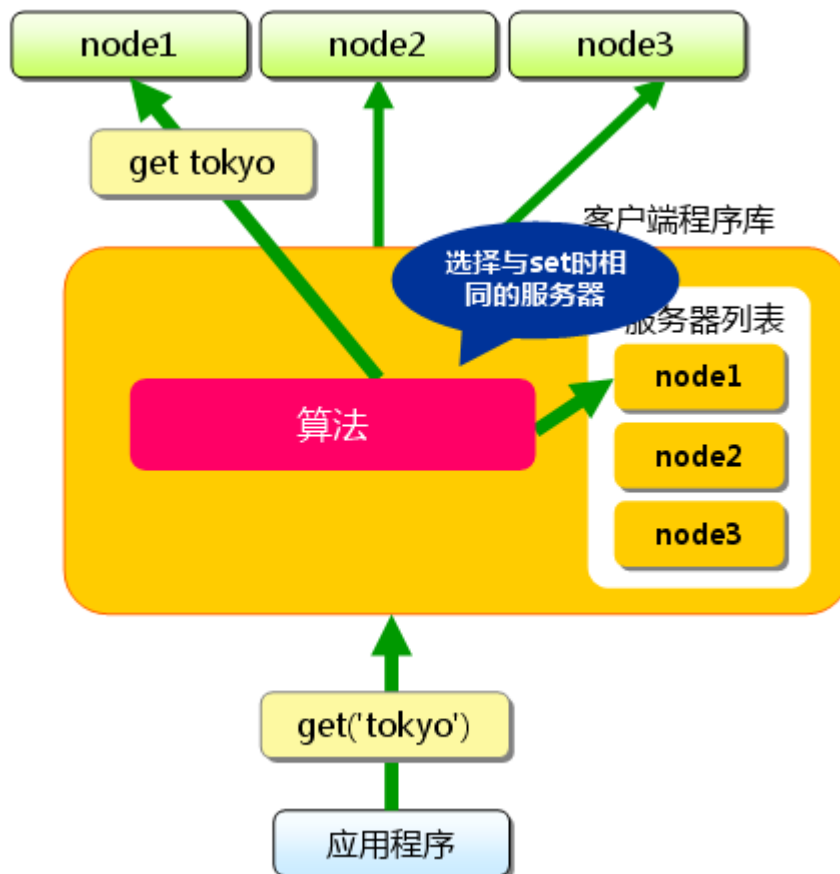 node1
node2
node3
get tokyo
客户端程序库
选择与set时相
同的服务器
服务器列表
node1
算法
node2
node3
get('tokyo')
应用程序